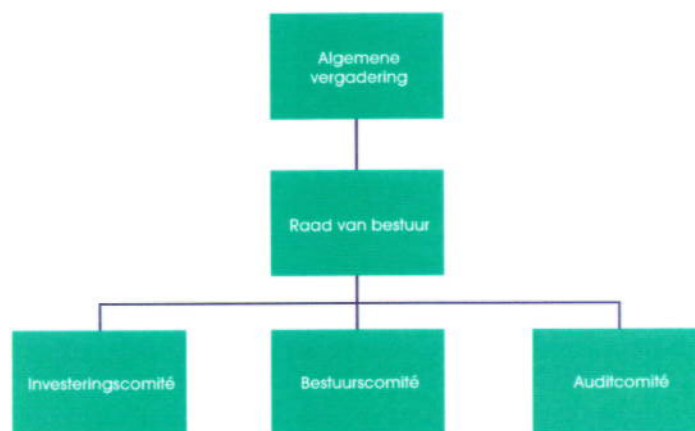 Algemene
vergadering
Raad van bestuur
Investeringscomité
Bestuurscomité
Auditcomité